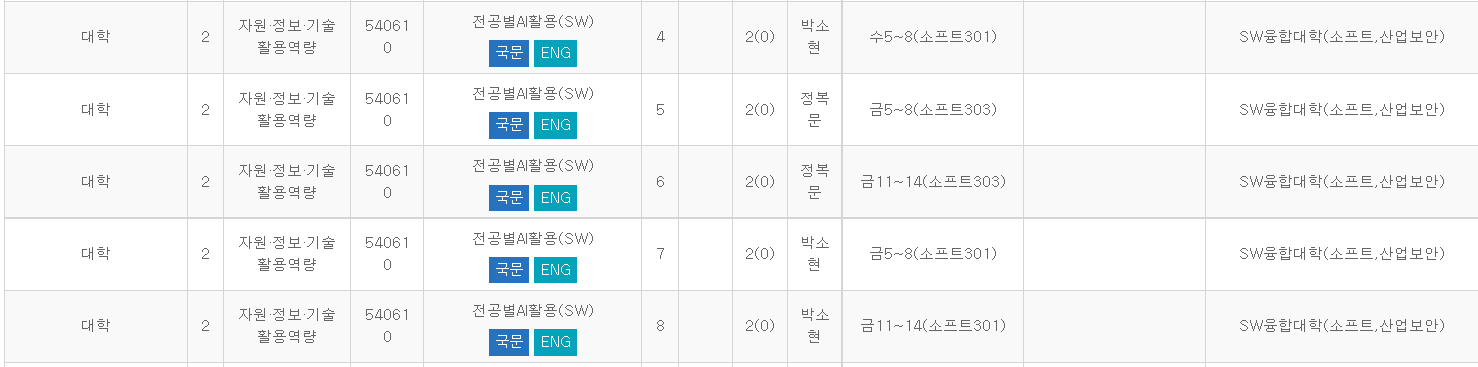 대학 2 자원·정보·기술 활용역량 540610 전공별AI활용(SW) 국문 ENG 4 2(0) 박소현 수5~8(소프트301) SW융합대학(소프트,산업보안)
대학 2 자원·정보·기술 활용역량 540610 전공별AI활용(SW) 국문 ENG 5 2(0) 정복문 금5~8(소프트303) SW융합대학(소프트,산업보안)
대학 2 자원·정보·기술 활용역량 540610 전공별AI활용(SW) 국문 ENG 6 2(0) 정복문 금11~14(소프트303) SW융합대학(소프트,산업보안)
대학 2 자원·정보·기술 활용역량 540610 전공별AI활용(SW) 국문 ENG 7 2(0) 박소현 금5~8(소프트301) SW융합대학(소프트,산업보안)
대학 2 자원·정보·기술 활용역량 540610 전공별AI활용(SW) 국문 ENG 8 2(0) 박소현 금11~14(소프트301) SW융합대학(소프트,산업보안)